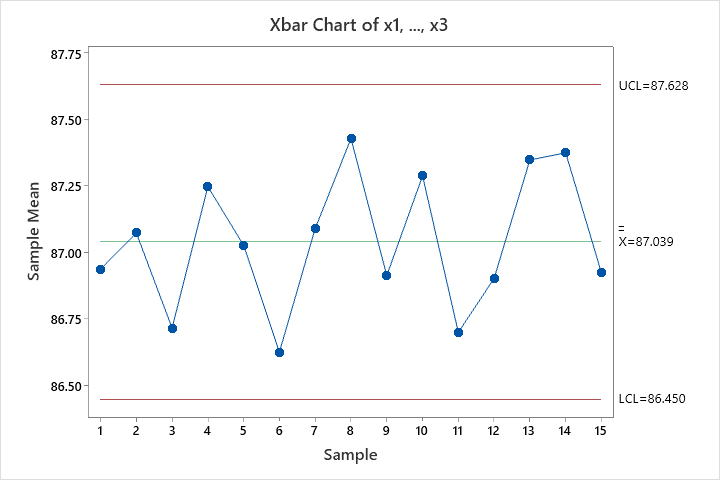 Xbar Chart of x1, ..., x3
87.75
87.50
87.25
87.00
86.75
86.50
Sample Mean
UCL=87.628
=
X=87.039
LCL=86.450
1 2 3 4 5 6 7 8 9 10 11 12 13 14 15
Sample